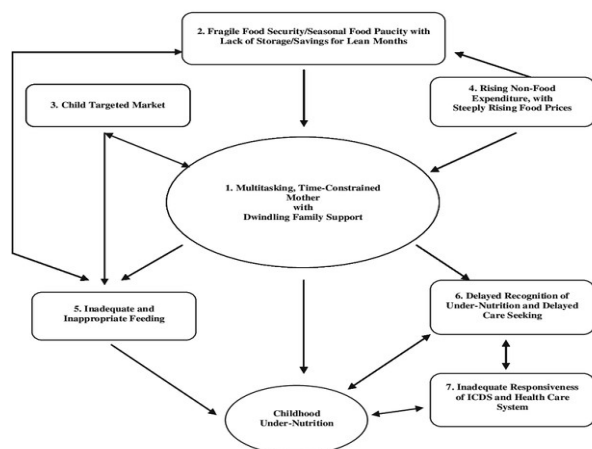 2. Fragile Food Security/Seasonal Food Paucity with
Lack of Storage/Savings for Lean Months
3. Child Targeted Market
4. Rising Non-Food
Expenditure, with
Steeply Rising Food Prices
1. Multitasking, Time-Constrained
Mother
with
Dwindling Family Support
5. Inadequate and
Inappropriate Feeding
6. Delayed Recognition of
Under-Nutrition and Delayed
Care Seeking
7. Inadequate Responsiveness
of ICDS and Health Care
System
Childhood
Under-Nutrition